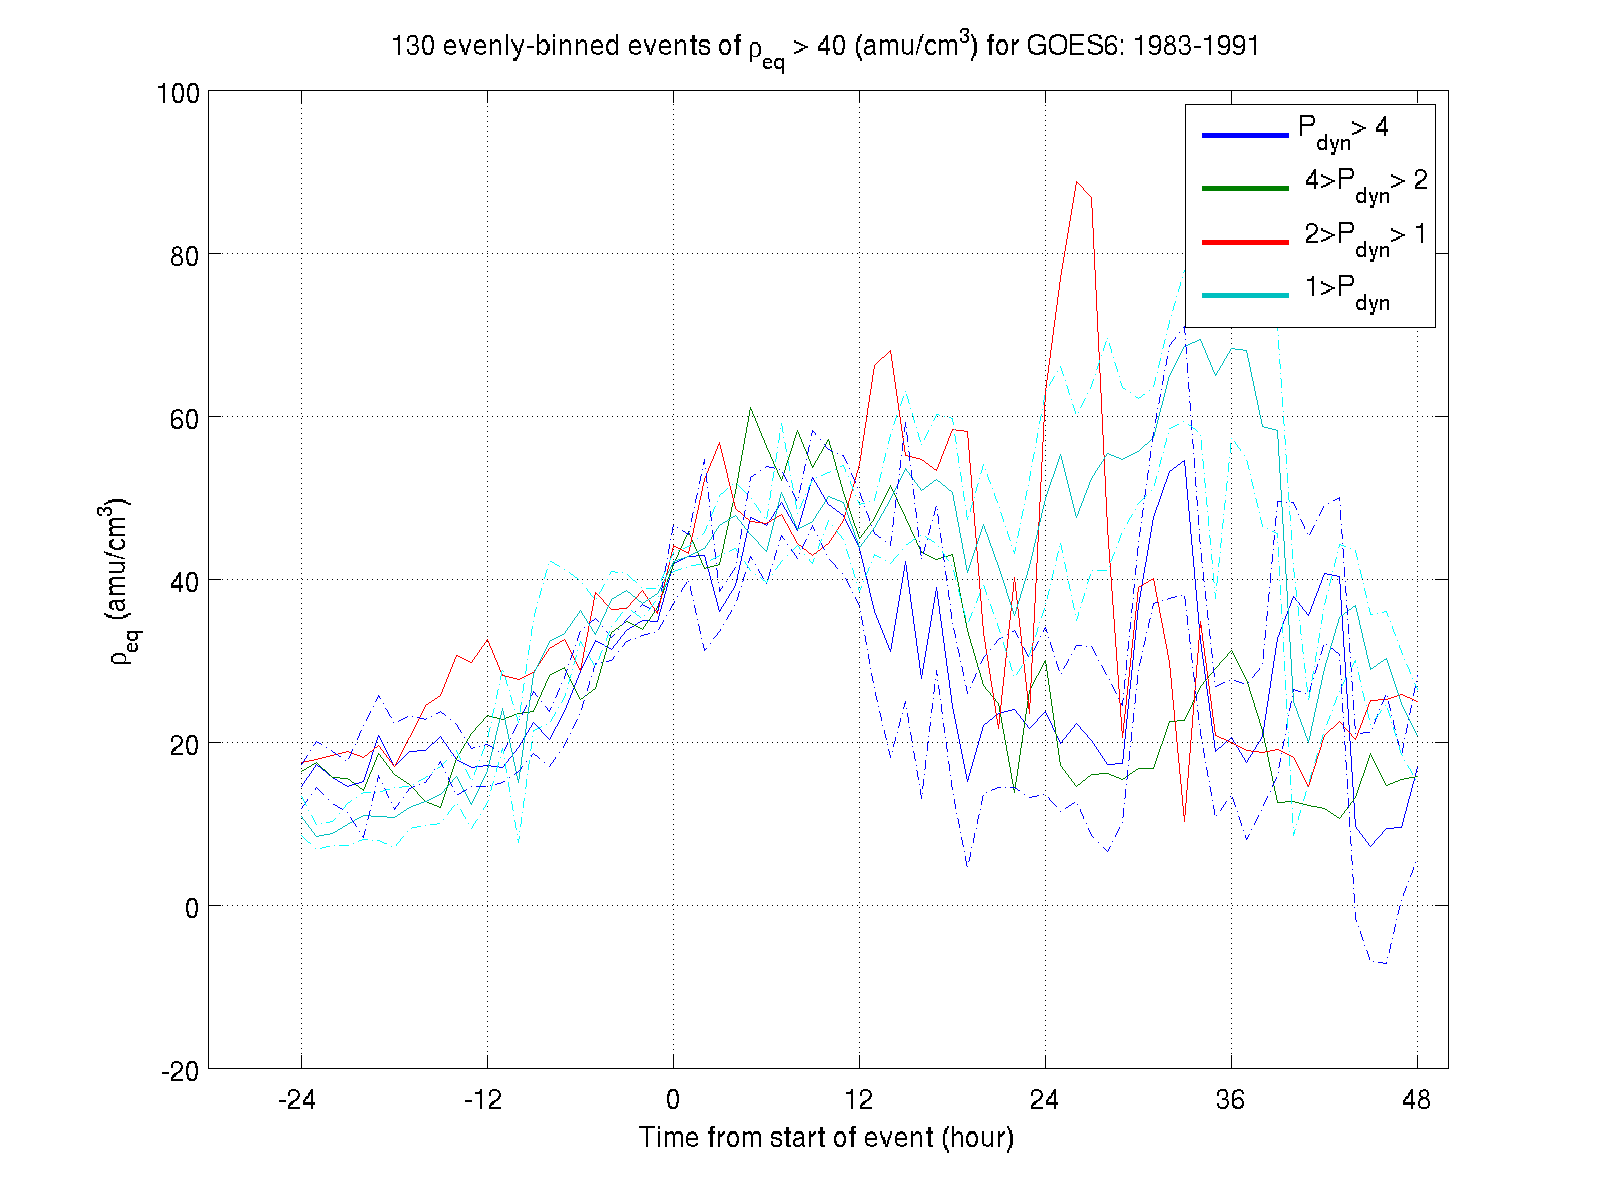 130 evenly-binned events of ρeq > 40 (amu/cm³) for GOES6: 1983-1991
100
80
60
40
20
0
-20
ρeq (amu/cm³)
Pdyn> 4
4>Pdyn> 2
2>Pdyn> 1
1>Pdyn
-24 -12 0 12 24 36 48
Time from start of event (hour)